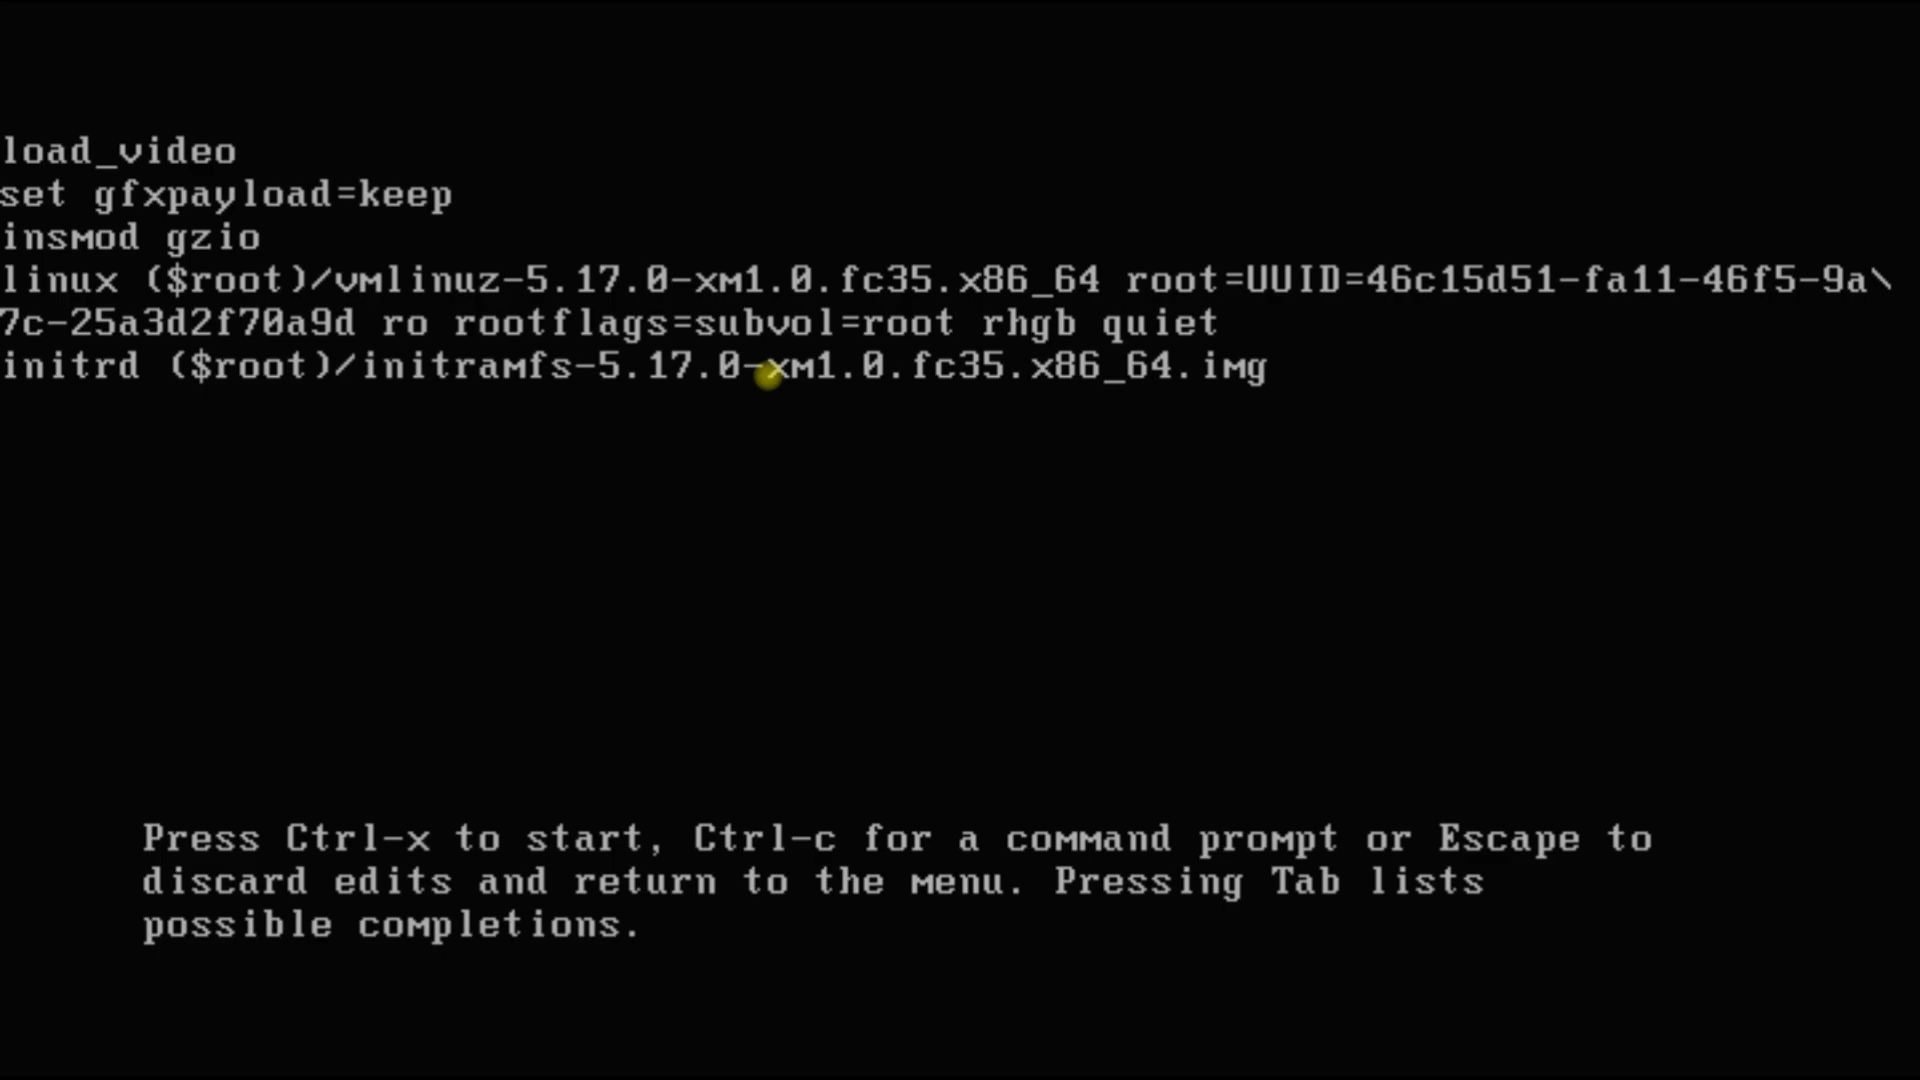 load_video
set gfxpayload=keep
insmod gzio
linux ($root)/vmlinuz-5.17.0-xm1.0.fc35.x86_64 root=UUID=46c15d51-fa11-46f5-9a\
7c-25a3d2f70a9d ro rootflags=subvol=root rhgb quiet
initrd ($root)/initramfs-5.17.0-xm1.0.fc35.x86_64.img
Press Ctrl-x to start, Ctrl-c for a command prompt or Escape to
discard edits and return to the menu. Pressing Tab lists
possible completions.